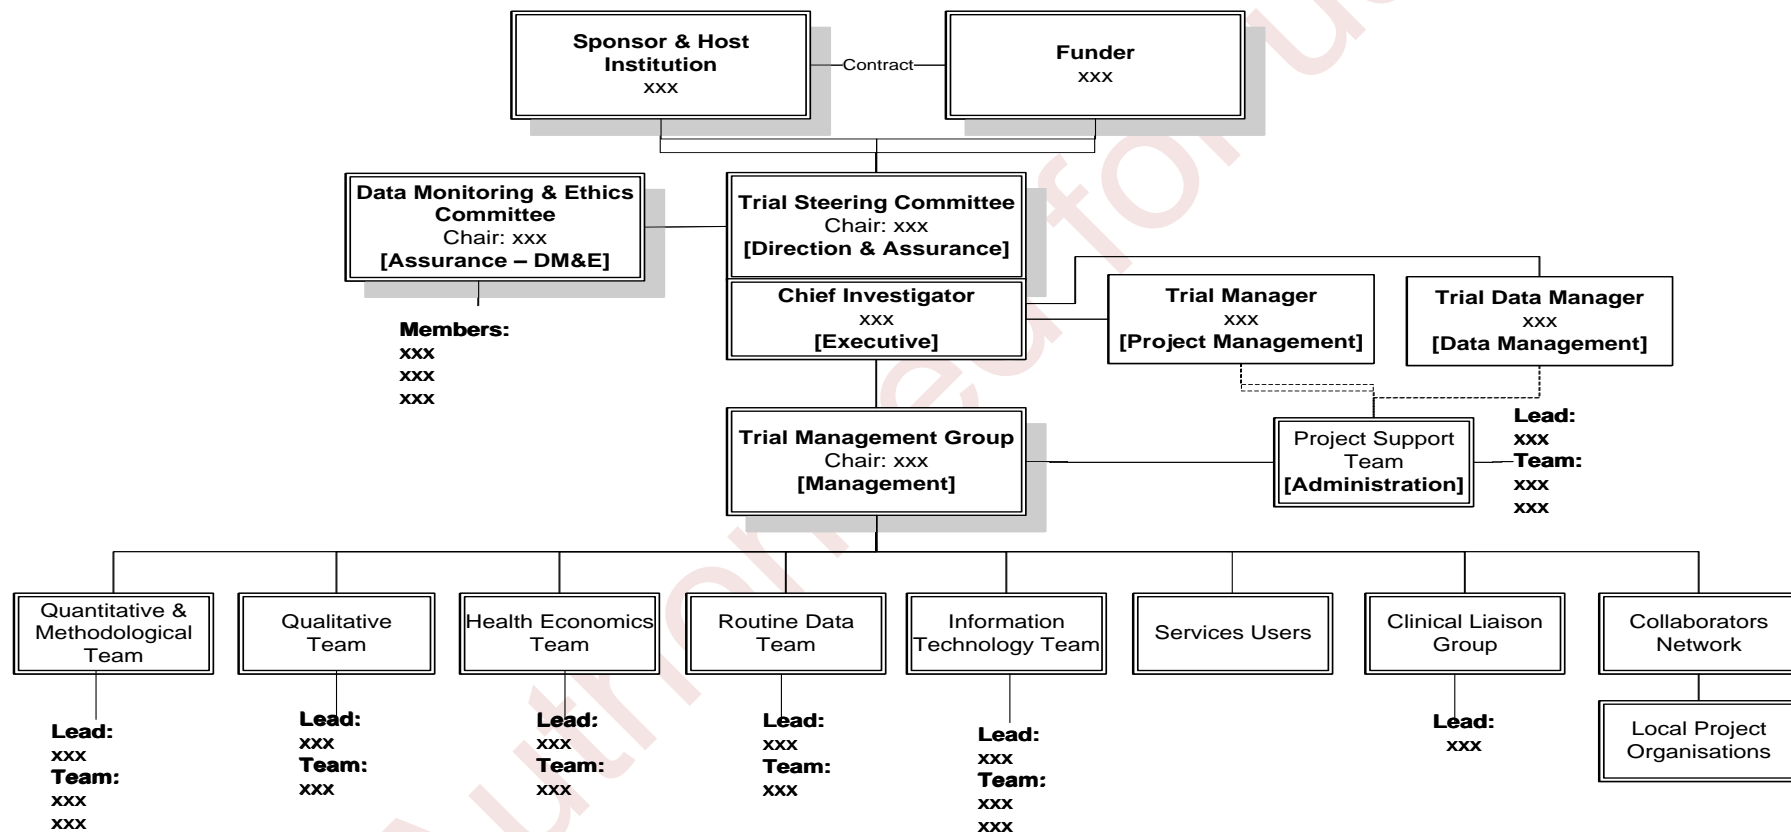 Sponsor & Host
Institution
xxx
Contract
Funder
xxx
Data Monitoring & Ethics
Committee
Chair: xxx
[Assurance – DM&E]
Members:
xxx
xxx
xxx
Trial Steering Committee
Chair: xxx
[Direction & Assurance]
Chief Investigator
xxx
[Executive]
Trial Manager
xxx
[Project Management]
Trial Data Manager
xxx
[Data Management]
Trial Management Group
Chair: xxx
[Management]
Project Support
Team
[Administration]
Lead:
xxx
Team:
xxx
xxx
Quantitative &
Methodological
Team
Lead:
xxx
Team:
xxx
xxx
Qualitative
Team
Lead:
xxx
Team:
xxx
Health Economics
Team
Lead:
xxx
Team:
xxx
Routine Data
Team
Lead:
xxx
Team:
xxx
Information
Technology Team
Lead:
xxx
Team:
xxx
xxx
Services Users
Clinical Liaison
Group
Lead:
xxx
Collaborators
Network
Local Project
Organisations